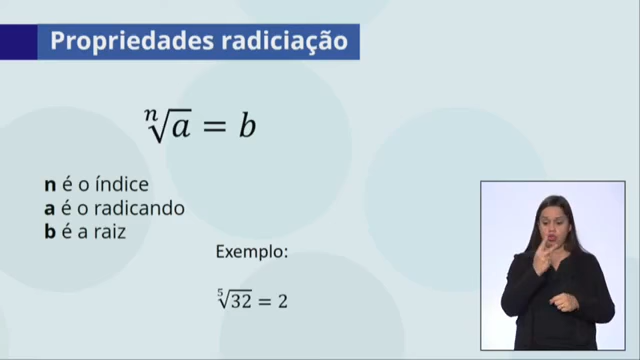 Propriedades radiciação
ⁿ√a = b
n é o índice
a é o radicando
b é a raiz
Exemplo:
⁵√32 = 2